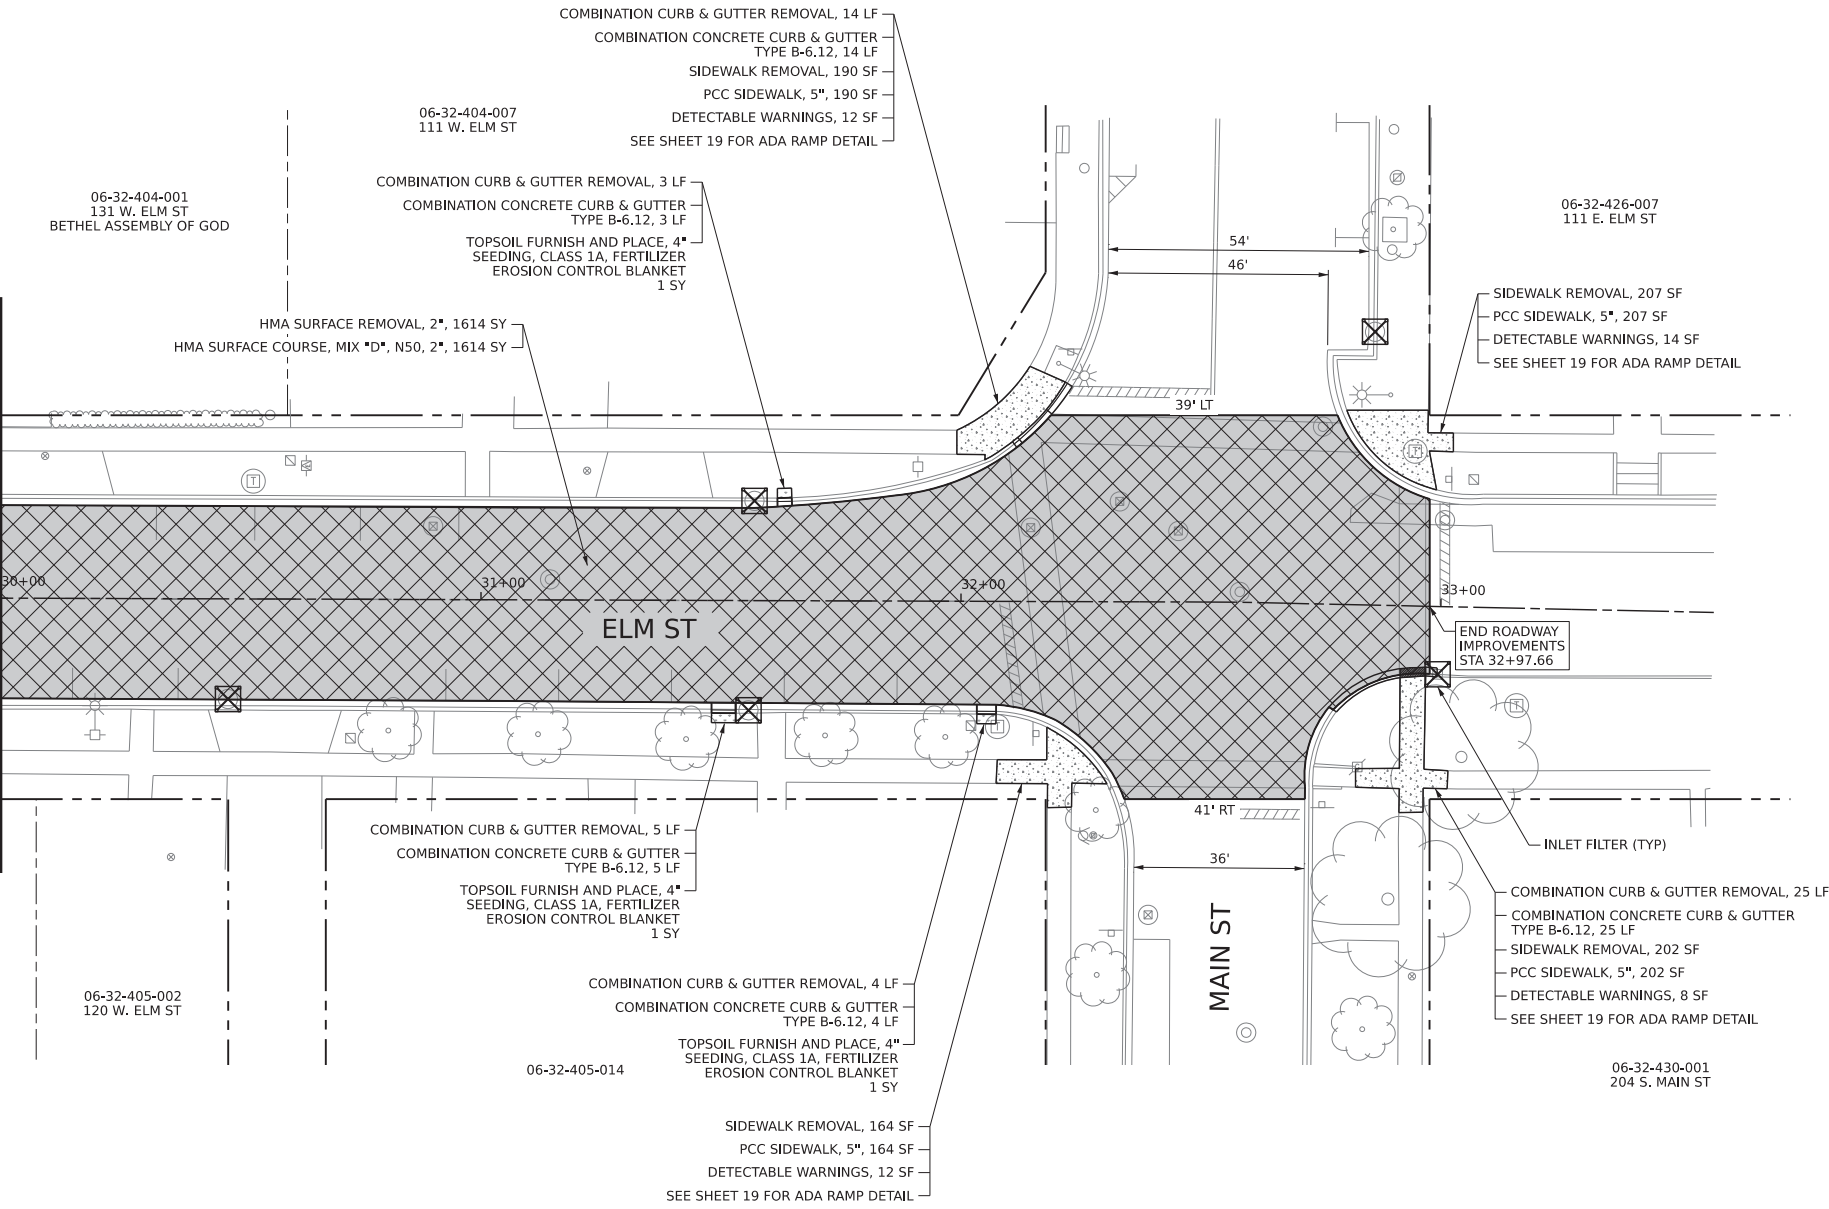 COMBINATION CURB & GUTTER REMOVAL, 14 LF
COMBINATION CONCRETE CURB & GUTTER
TYPE B-6.12, 14 LF
SIDEWALK REMOVAL, 190 SF
PCC SIDEWALK, 5", 190 SF
DETECTABLE WARNINGS, 12 SF
SEE SHEET 19 FOR ADA RAMP DETAIL
06-32-404-007
111 W. ELM ST
COMBINATION CURB & GUTTER REMOVAL, 3 LF
COMBINATION CONCRETE CURB & GUTTER
TYPE B-6.12, 3 LF
TOPSOIL FURNISH AND PLACE, 4"
SEEDING, CLASS 1A, FERTILIZER
EROSION CONTROL BLANKET
1 SY
06-32-404-001
131 W. ELM ST
BETHEL ASSEMBLY OF GOD
06-32-426-007
111 E. ELM ST
54'
46'
SIDEWALK REMOVAL, 207 SF
PCC SIDEWALK, 5", 207 SF
DETECTABLE WARNINGS, 14 SF
SEE SHEET 19 FOR ADA RAMP DETAIL
HMA SURFACE REMOVAL, 2", 1614 SY
HMA SURFACE COURSE, MIX "D", N50, 2", 1614 SY
39' LT
T
T
30+00
31+00
32+00
33+00
ELM ST
END ROADWAY
IMPROVEMENTS
STA 32+97.66
T
T
41' RT
36'
MAIN ST
INLET FILTER (TYP)
COMBINATION CURB & GUTTER REMOVAL, 5 LF
COMBINATION CONCRETE CURB & GUTTER
TYPE B-6.12, 5 LF
TOPSOIL FURNISH AND PLACE, 4"
SEEDING, CLASS 1A, FERTILIZER
EROSION CONTROL BLANKET
1 SY
COMBINATION CURB & GUTTER REMOVAL, 25 LF
COMBINATION CONCRETE CURB & GUTTER
TYPE B-6.12, 25 LF
SIDEWALK REMOVAL, 202 SF
PCC SIDEWALK, 5", 202 SF
DETECTABLE WARNINGS, 8 SF
SEE SHEET 19 FOR ADA RAMP DETAIL
06-32-405-002
120 W. ELM ST
COMBINATION CURB & GUTTER REMOVAL, 4 LF
COMBINATION CONCRETE CURB & GUTTER
TYPE B-6.12, 4 LF
TOPSOIL FURNISH AND PLACE, 4"
SEEDING, CLASS 1A, FERTILIZER
EROSION CONTROL BLANKET
1 SY
06-32-405-014
06-32-430-001
204 S. MAIN ST
SIDEWALK REMOVAL, 164 SF
PCC SIDEWALK, 5", 164 SF
DETECTABLE WARNINGS, 12 SF
SEE SHEET 19 FOR ADA RAMP DETAIL